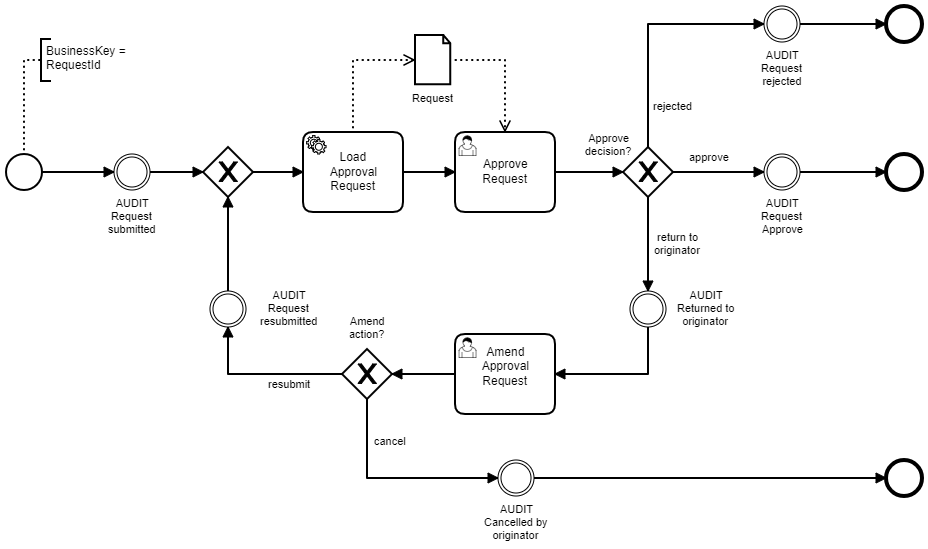 BusinessKey =
RequestId
Request
AUDIT
Request
rejected
rejected
Approve
decision?
approve
AUDIT
Request
Approve
Load
Approval
Request
Approve
Request
X
X
AUDIT
Request
submitted
return to
originator
AUDIT
Returned to
originator
AUDIT
Request
resubmitted
Amend
action?
X
resubmit
Amend
Approval
Request
cancel
AUDIT
Cancelled by
originator